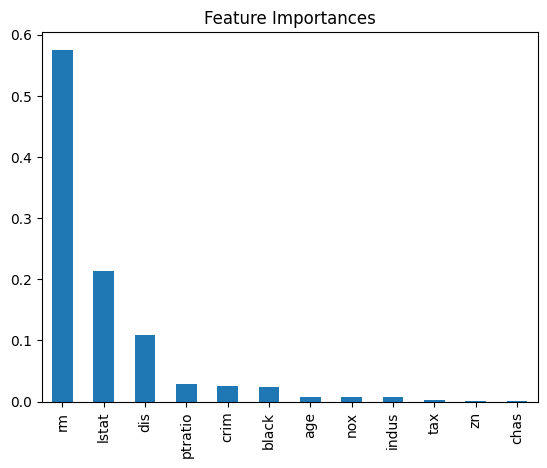 Feature Importances
0.6
0.5
0.4
0.3
0.2
0.1
0.0
rm
lstat
dis
ptratio
crim
black
age
nox
indus
tax
zn
chas